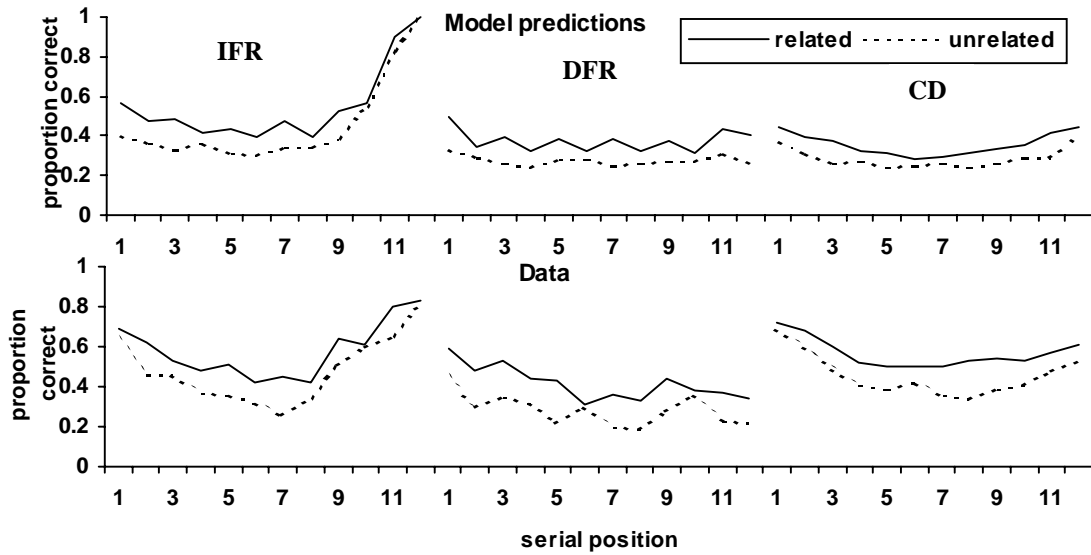 Model predictions
related unrelated
IFR
DFR
CD
proportion correct
1
0.8
0.6
0.4
0.2
0
1 3 5 7 9 11 1 3 5 7 9 11 1 3 5 7 9 11
Data
proportion
correct
1
0.8
0.6
0.4
0.2
0
1 3 5 7 9 11 1 3 5 7 9 11 1 3 5 7 9 11
serial position